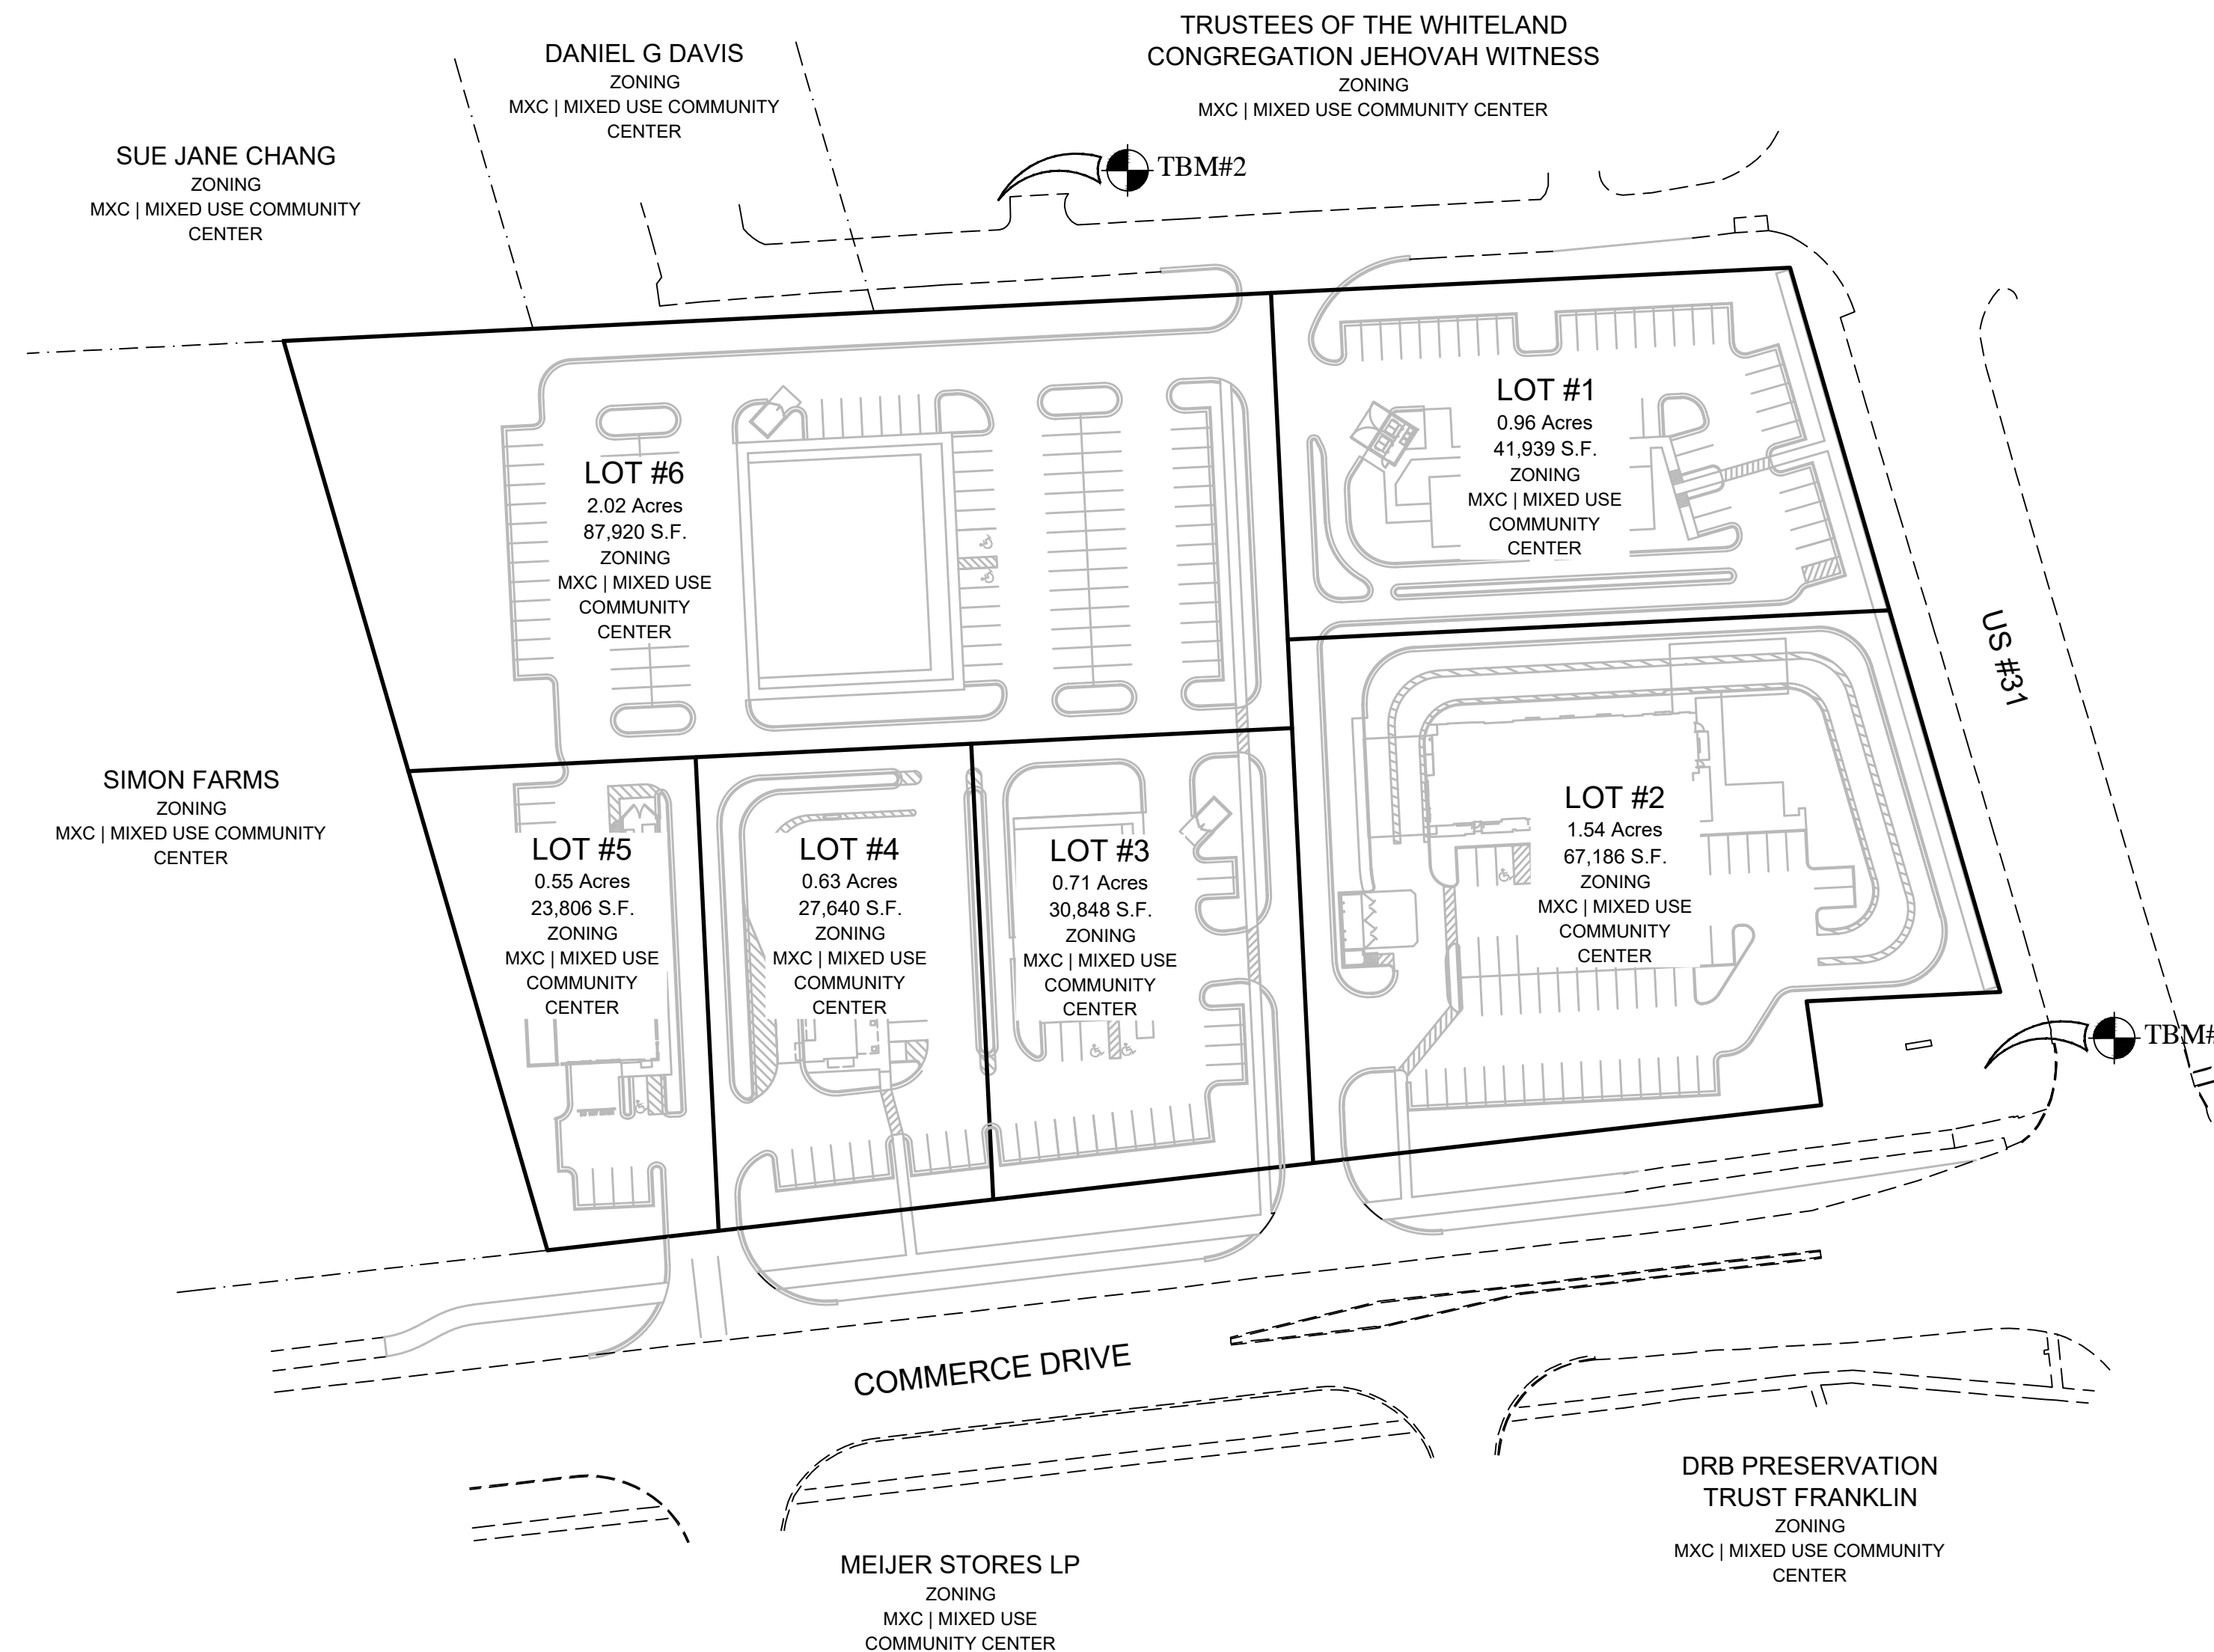 TRUSTEES OF THE WHITELAND
CONGREGATION JEHOVAH WITNESS
ZONING
MXC | MIXED USE COMMUNITY CENTER
DANIEL G DAVIS
ZONING
MXC | MIXED USE COMMUNITY
CENTER
SUE JANE CHANG
ZONING
MXC | MIXED USE COMMUNITY
CENTER
TBM#2
LOT #1
0.96 Acres
41,939 S.F.
ZONING
MXC | MIXED USE
COMMUNITY
CENTER
LOT #6
2.02 Acres
87,920 S.F.
ZONING
MXC | MIXED USE
COMMUNITY
CENTER
US #31
SIMON FARMS
ZONING
MXC | MIXED USE COMMUNITY
CENTER
LOT #5
0.55 Acres
23,806 S.F.
ZONING
MXC | MIXED USE
COMMUNITY
CENTER
LOT #4
0.63 Acres
27,640 S.F.
ZONING
MXC | MIXED USE
COMMUNITY
CENTER
LOT #3
0.71 Acres
30,848 S.F.
ZONING
MXC | MIXED USE
COMMUNITY
CENTER
LOT #2
1.54 Acres
67,186 S.F.
ZONING
MXC | MIXED USE
COMMUNITY
CENTER
TBM#
COMMERCE DRIVE
DRB PRESERVATION
TRUST FRANKLIN
ZONING
MXC | MIXED USE COMMUNITY
CENTER
MEIJER STORES LP
ZONING
MXC | MIXED USE
COMMUNITY CENTER